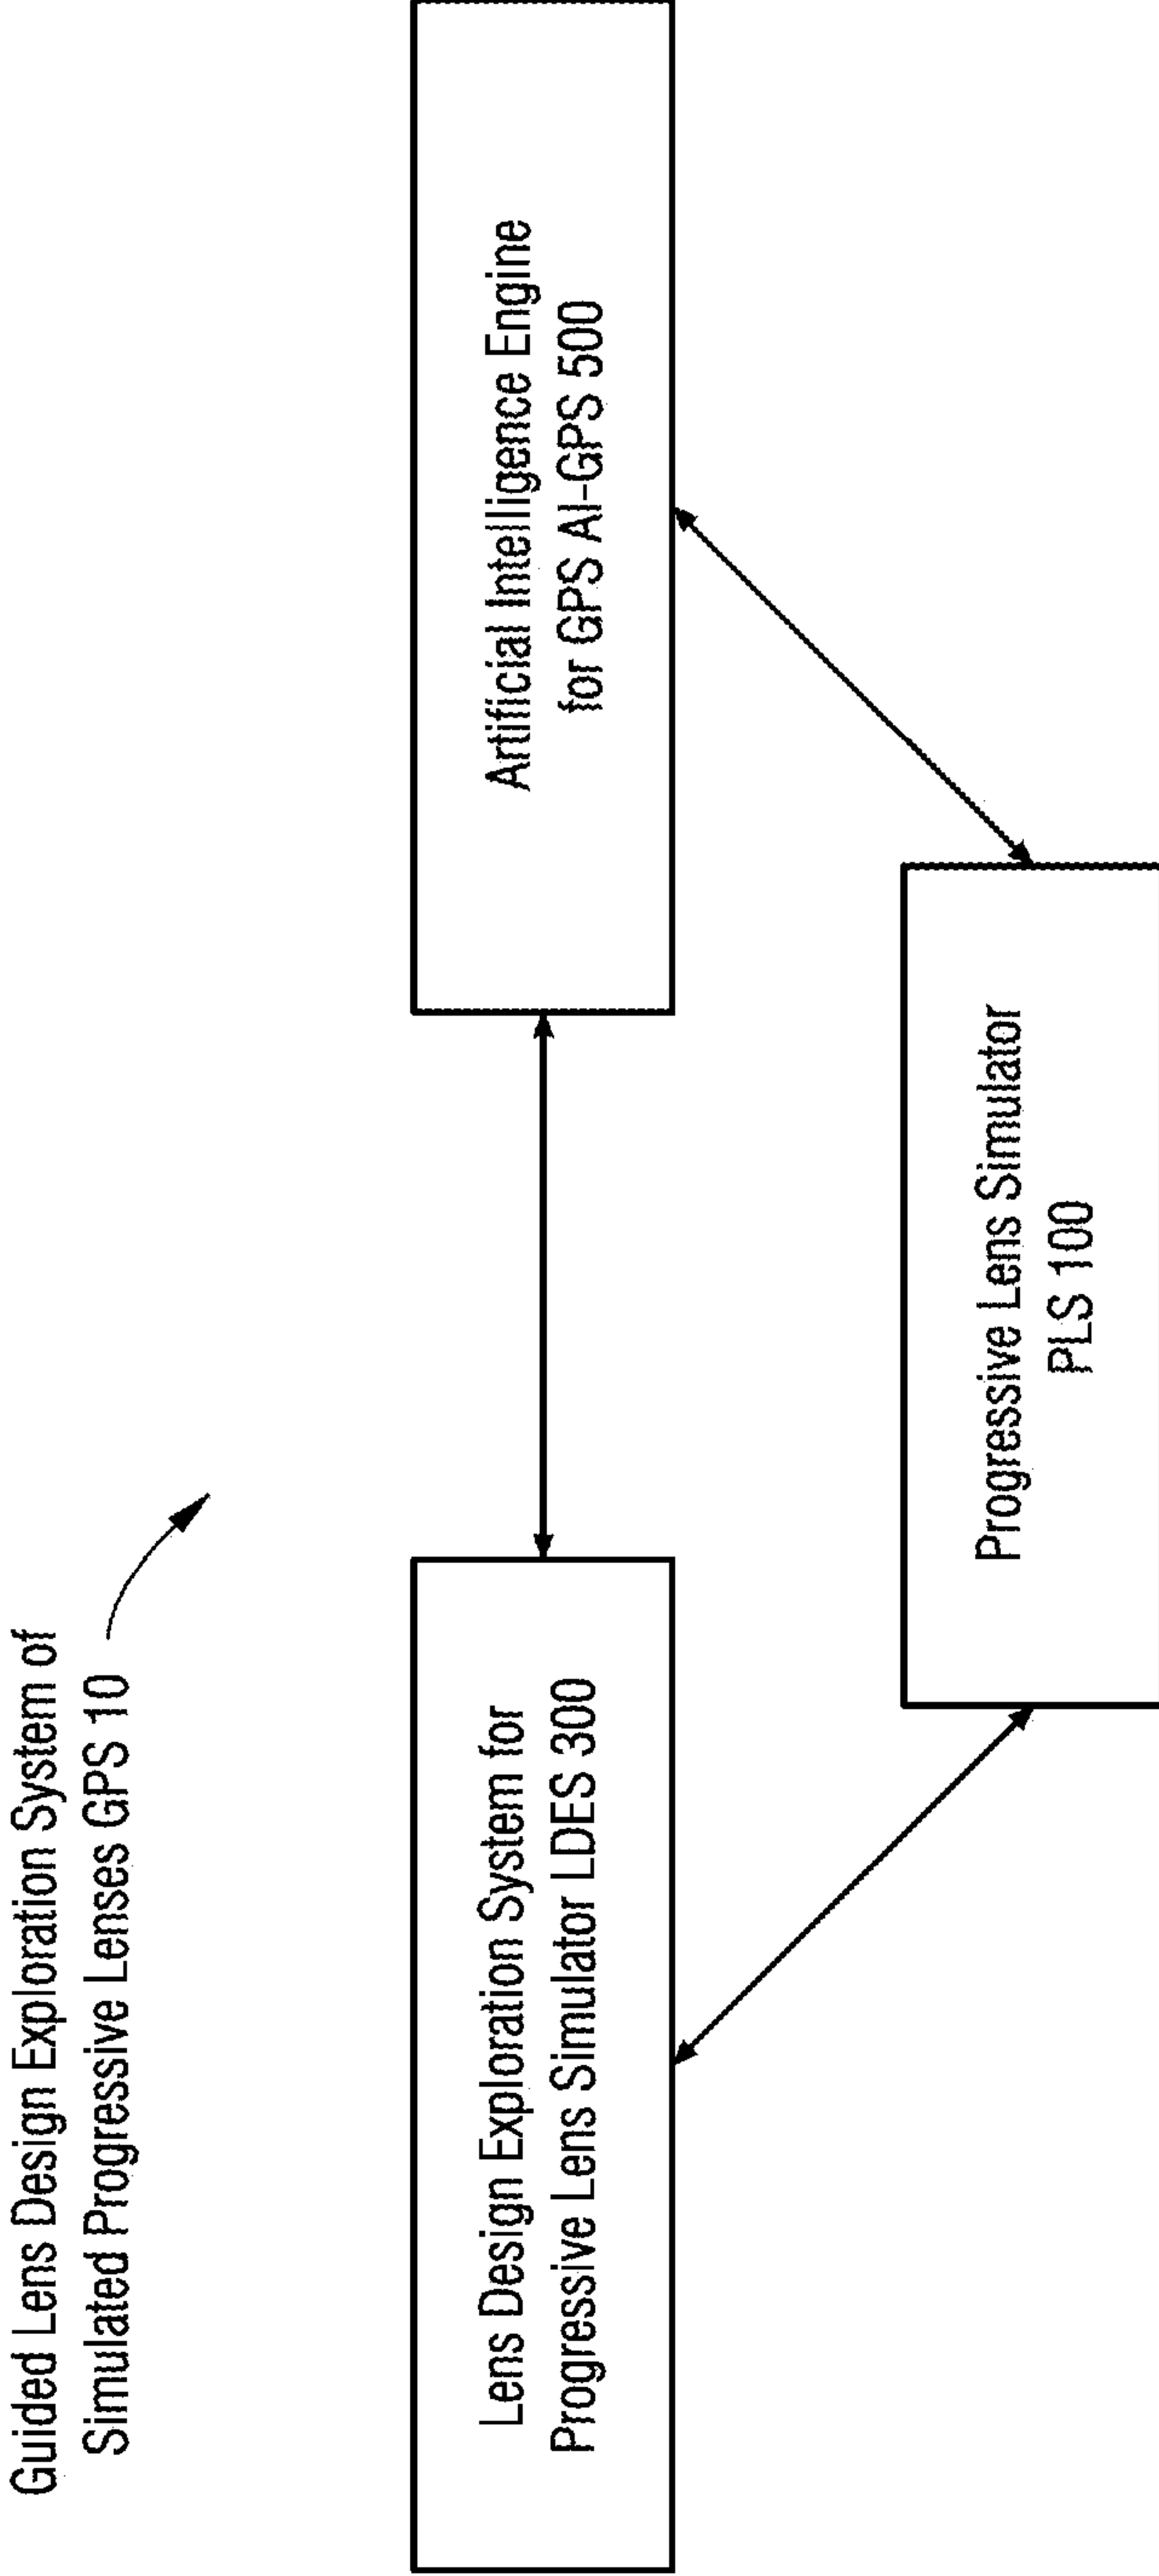 Guided Lens Design Exploration System of
Simulated Progressive Lenses GPS 10
Lens Design Exploration System for
Progressive Lens Simulator LDES 300
Artificial Intelligence Engine
for GPS AI-GPS 500
Progressive Lens Simulator
PLS 100